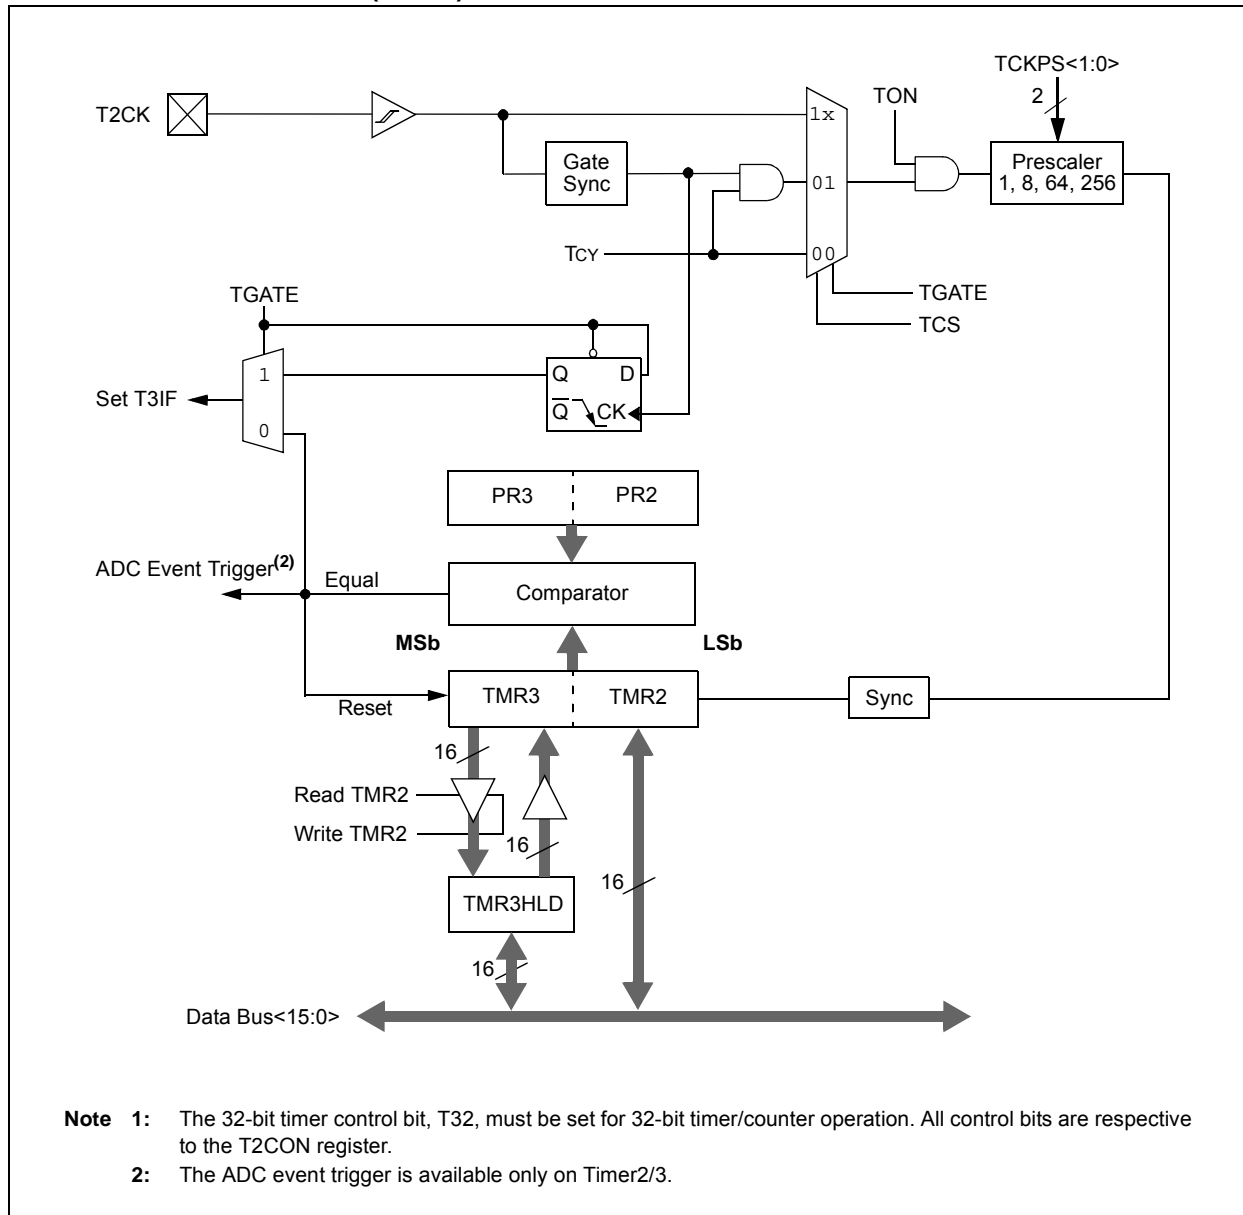 TCKPS<1:0>
2
TON
T2CK
1x
Gate
Sync
Prescaler
1, 8, 64, 256
01
TCY
00
TGATE
TCS
TGATE
1
Q
D
Set T3IF
Q
CK
0
PR3
PR2
ADC Event Trigger(2)
Equal
Comparator
MSb
LSb
TMR3
TMR2
Sync
Reset
16
Read TMR2
Write TMR2
16
16
TMR3HLD
16
Data Bus<15:0>
Note 1: The 32-bit timer control bit, T32, must be set for 32-bit timer/counter operation. All control bits are respective
to the T2CON register.
2: The ADC event trigger is available only on Timer2/3.